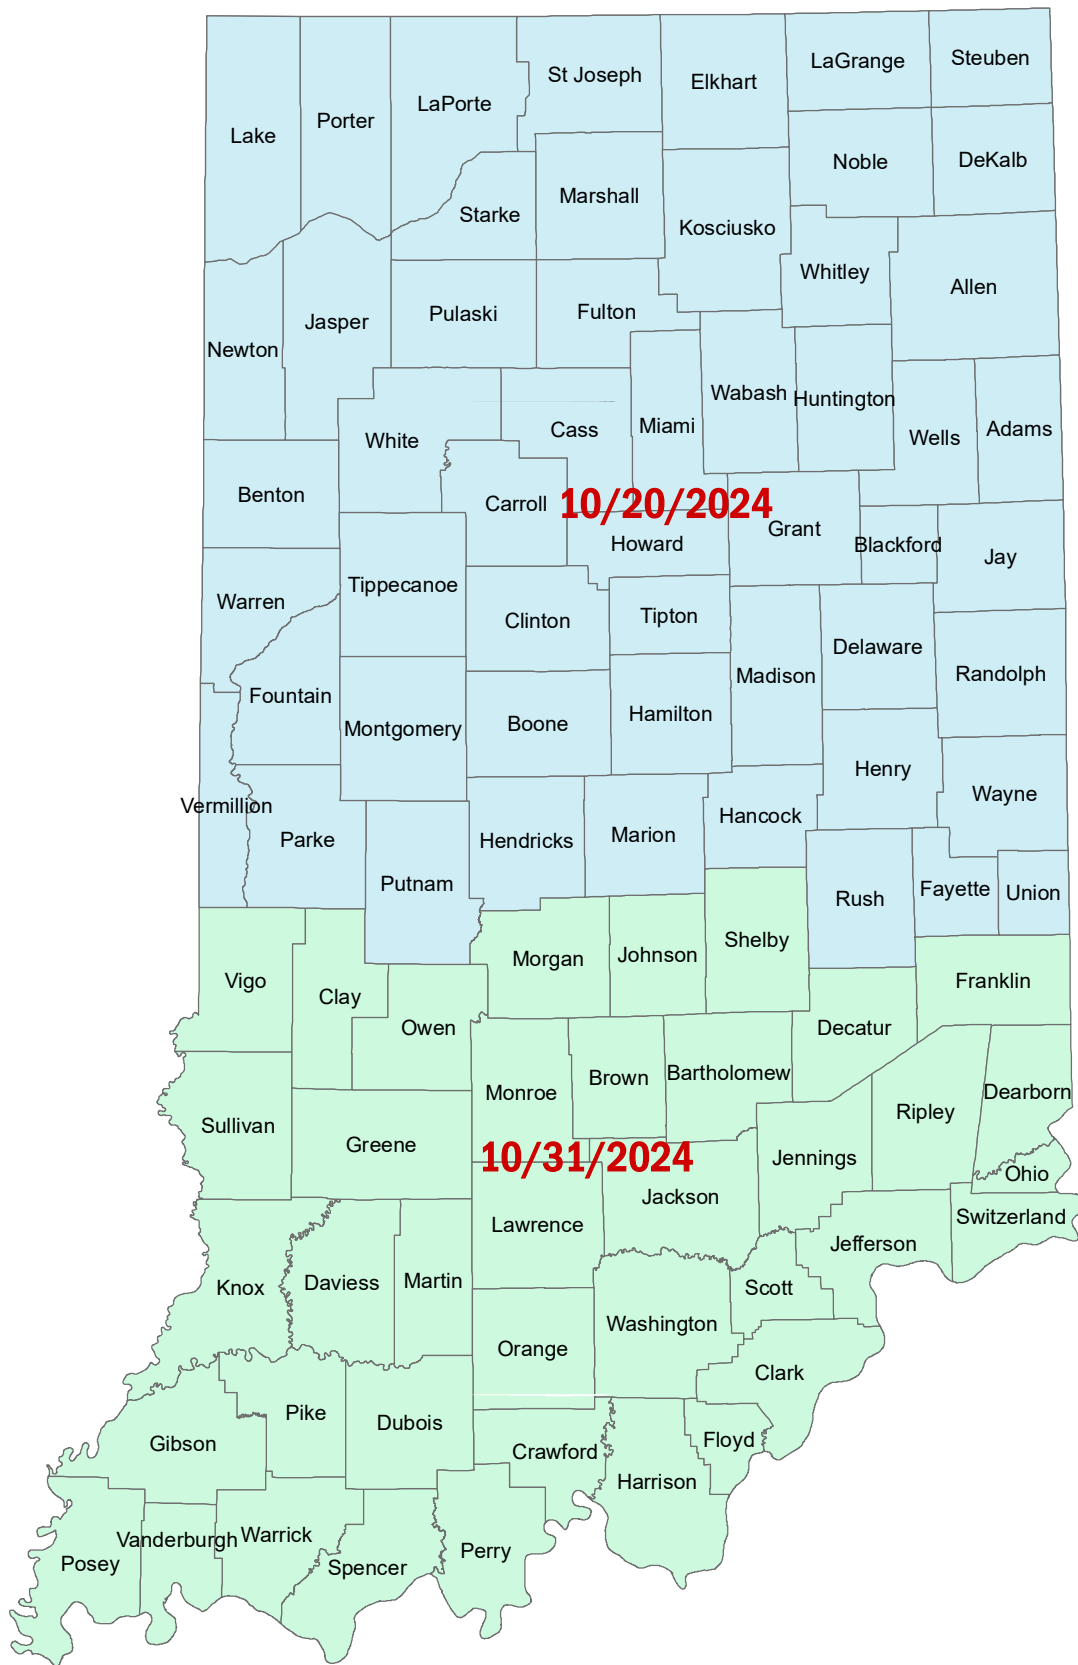 Steuben
LaGrange
St Joseph
Elkhart
LaPorte
Porter
Lake
Noble
DeKalb
Marshall
Starke
Kosciusko
Whitley
Allen
Pulaski
Fulton
Jasper
Newton
Wabash
Huntington
Miami
Cass
White
Wells
Adams
Benton
Carroll
10/20/2024
Grant
Howard
Blackford
Jay
Tippecanoe
Warren
Clinton
Tipton
Delaware
Madison
Randolph
Fountain
Montgomery
Boone
Hamilton
Henry
Wayne
Vermillion
Parke
Hendricks
Marion
Hancock
Putnam
Rush
Fayette
Union
Shelby
Morgan
Johnson
Vigo
Clay
Franklin
Owen
Decatur
Monroe
Brown
Bartholomew
Dearborn
Ripley
Sullivan
Greene
10/31/2024
Jennings
Ohio
Jackson
Lawrence
Switzerland
Jefferson
Knox
Daviess
Martin
Scott
Washington
Orange
Clark
Pike
Dubois
Gibson
Crawford
Floyd
Harrison
Vanderburgh
Warrick
Posey
Spencer
Perry